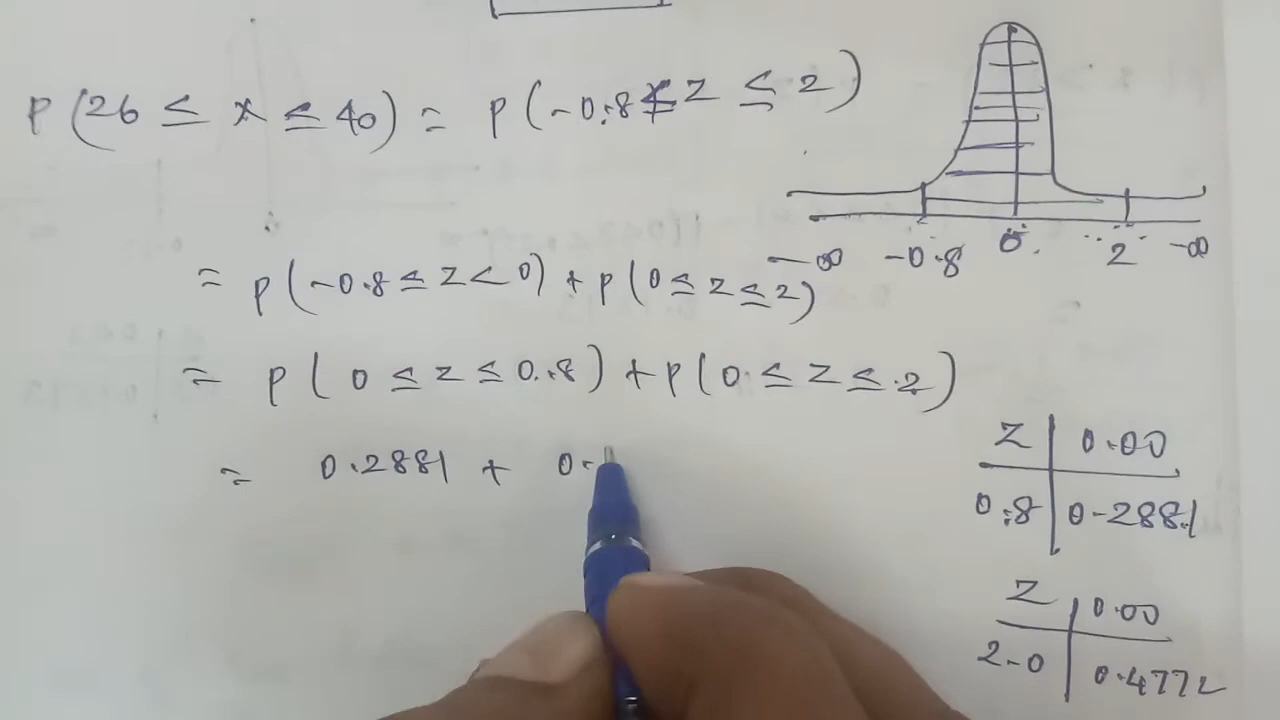 P(26 ≤ x ≤ 40) = P(-0.8 ≤ Z ≤ 2)
-∞ -0.8 0 2 -∞
= P(-0.8 ≤ Z < 0) + P(0 ≤ Z ≤ 2)
= P(0 ≤ Z ≤ 0.8) + P(0 ≤ Z ≤ 2)
= 0.2881 + 0.
Z 0.00
0.8 0.2881
Z 0.00
2.0 0.4772